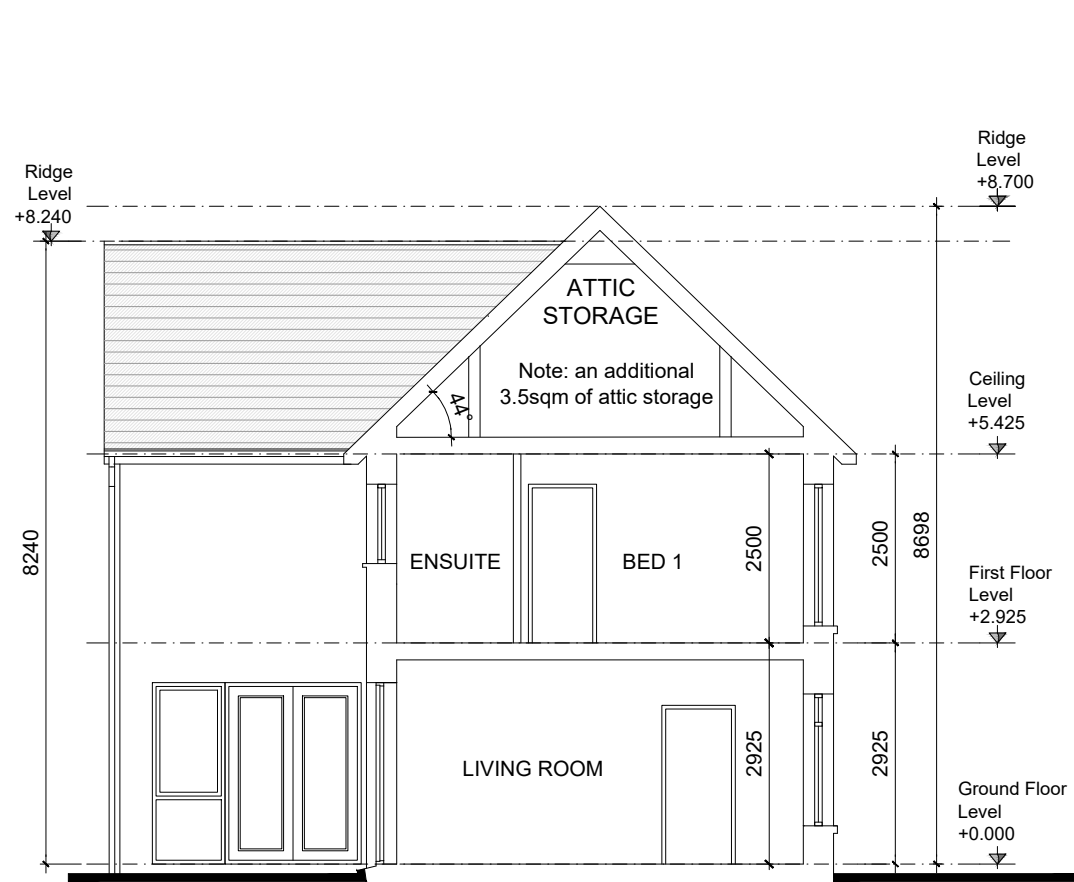 Ridge
Level
+8.700
Ridge
Level
+8.240
ATTIC
STORAGE
Note: an additional
3.5sqm of attic storage
44°
Ceiling
Level
+5.425
8240
ENSUITE
BED 1
2500
2500
8698
First Floor
Level
+2.925
LIVING ROOM
2925
2925
Ground Floor
Level
+0.000